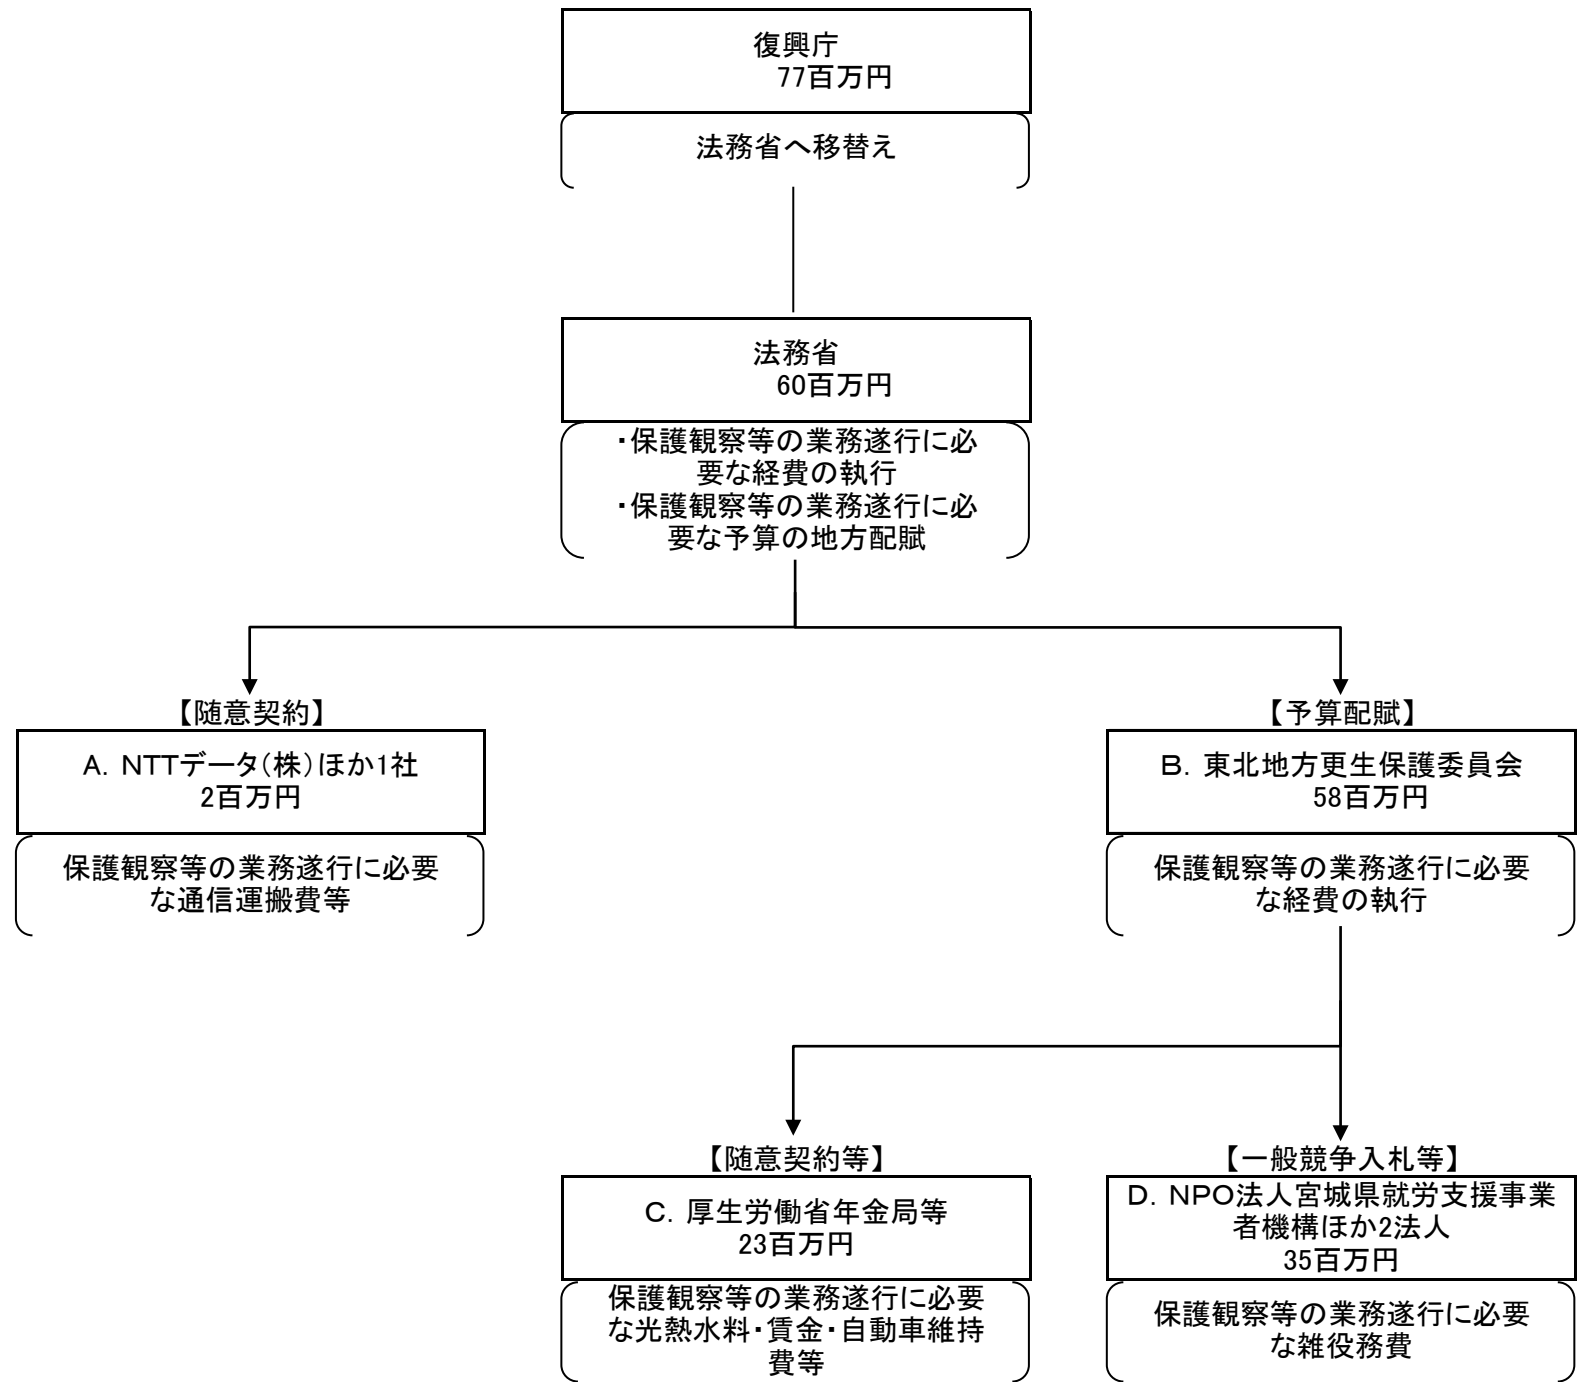 復興庁
77百万円
法務省へ移替え
法務省
60百万円
・保護観察等の業務遂行に必
要な経費の執行
・保護観察等の業務遂行に必
要な予算の地方配賦
【随意契約】
A．NTTデータ（株）ほか1社
2百万円
保護観察等の業務遂行に必要
な通信運搬費等
【予算配賦】
B．東北地方更生保護委員会
58百万円
保護観察等の業務遂行に必要
な経費の執行
【随意契約等】
C．厚生労働省年金局等
23百万円
保護観察等の業務遂行に必要
な光熱水料・賃金・自動車維持
費等
【一般競争入札等】
D．NPO法人宮城県就労支援事業
者機構ほか2法人
35百万円
保護観察等の業務遂行に必要
な雑役務費